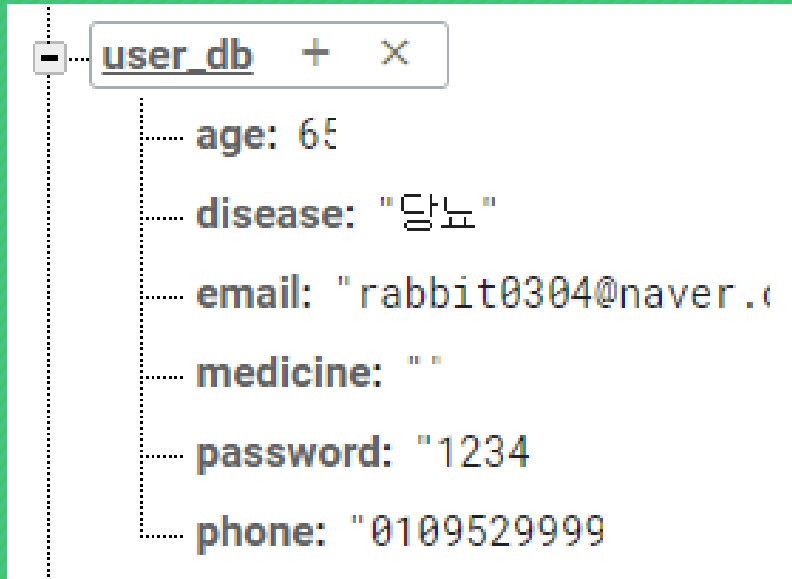 user_db + ×
age: 65
disease: "당뇨"
email: "rabbit0304@naver.c
medicine: ""
password: "1234
phone: "0109529999